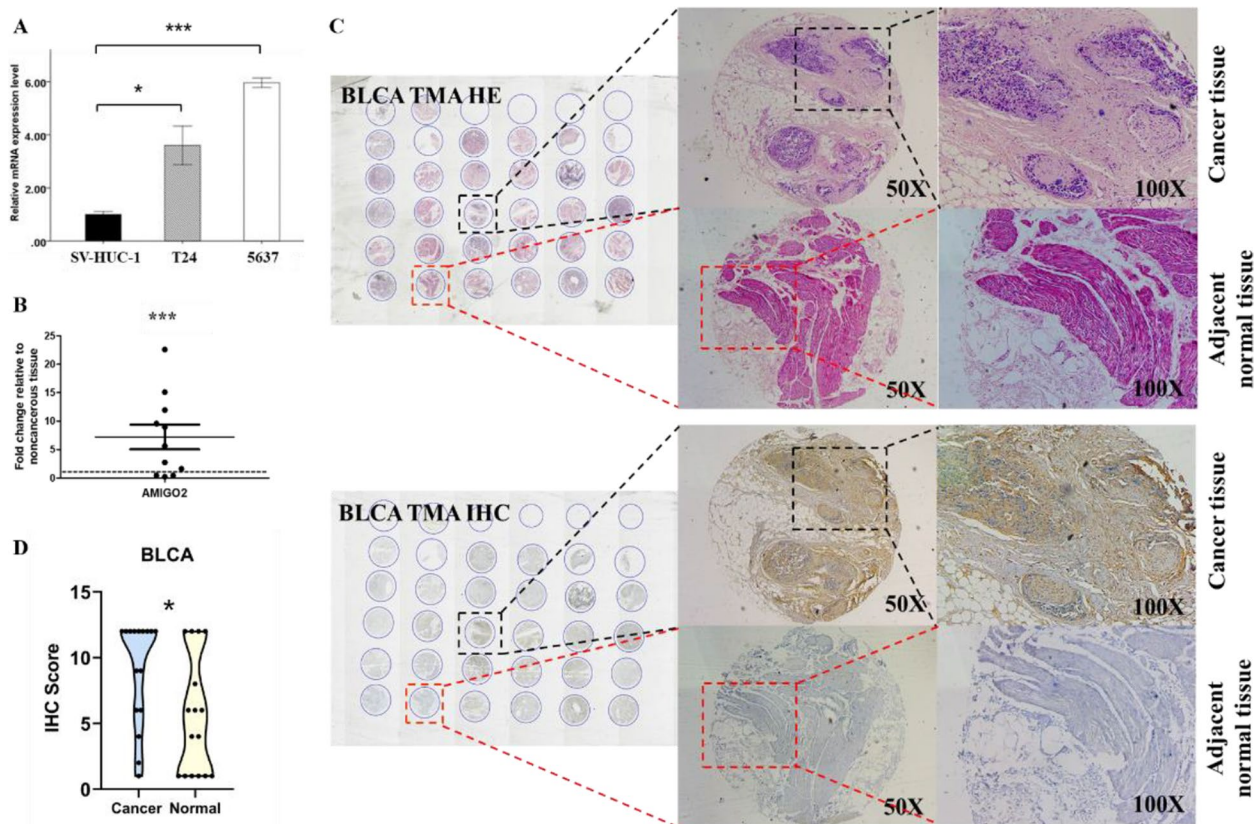 A
***
*
Relative mRNA expression level
6.00
4.00
2.00
.00
SV-HUC-1 T24 5637
B
***
Fold change relative to
noncancerous tissue
25
20
15
10
5
0
AMIGO2
D
BLCA
*
IHC Score
15
10
5
0
Cancer Normal
C
BLCA TMA HE
50X
100X
Cancer tissue
50X
100X
Adjacent
normal tissue
BLCA TMA IHC
50X
100X
Cancer tissue
50X
100X
Adjacent
normal tissue